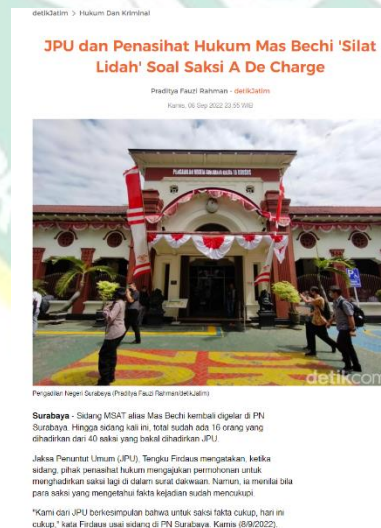 detikJatim > Hukum Dan Kriminal
JPU dan Penasihat Hukum Mas Bechi 'Silat
Lidah' Soal Saksi A De Charge
Praditya Fauzi Rahman - detikJatim
Kamis, 08 Sep 2022 23:55 WIB
PENGADILAN NEGERI SURABAYA KELAS IA KHUSUS
P
detikcom
Pengadilan Negeri Surabaya (Praditya Fauzi Rahman/detikJatim)
Surabaya - Sidang MSAT alias Mas Bechi kembali digelar di PN
Surabaya. Hingga sidang kali ini, total sudah ada 16 orang yang
dihadirkan dari 40 saksi yang bakal dihadirkan JPU.
Jaksa Penuntut Umum (JPU), Tengku Firdaus mengatakan, ketika
sidang, pihak penasihat hukum mengajukan permohonan untuk
menghadirkan saksi lagi di dalam surat dakwaan. Namun, ia menilai bila
para saksi yang mengetahui fakta kejadian sudah mencukupi.
"Kami dari JPU berkesimpulan bahwa untuk saksi fakta cukup, hari ini
cukup," kata Firdaus usai sidang di PN Surabaya, Kamis (8/9/2022).